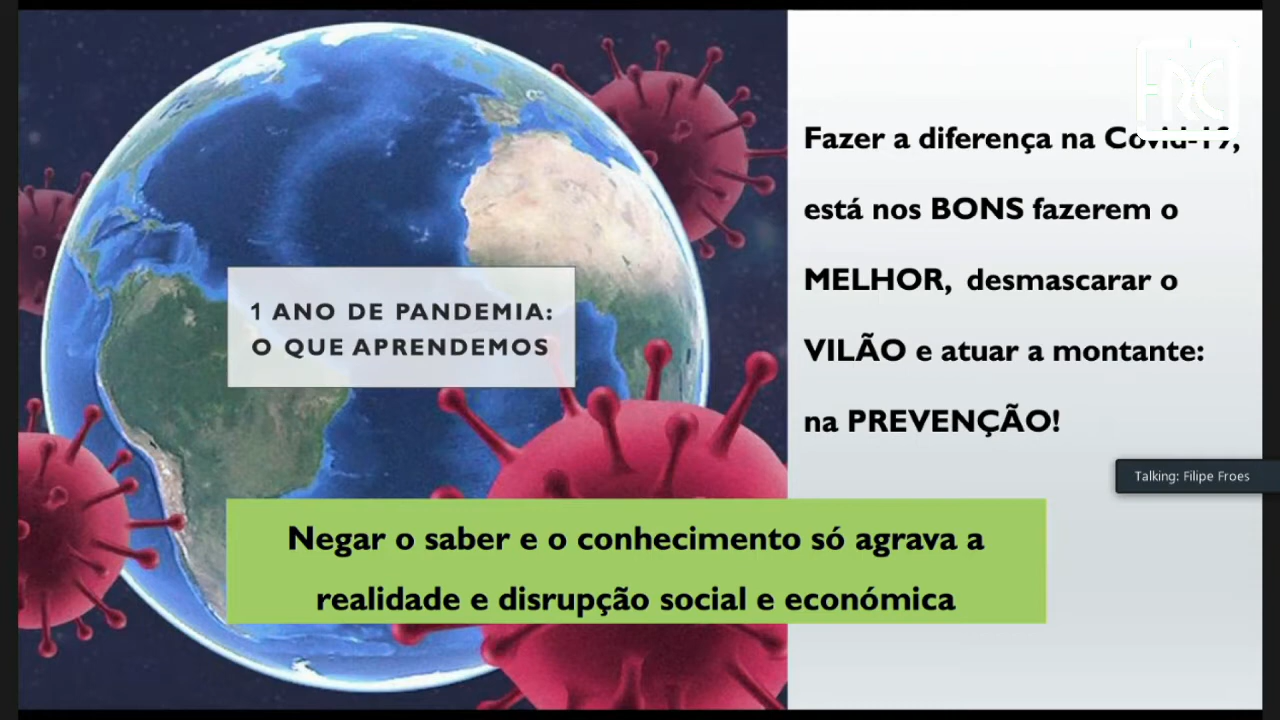 FRC
Fazer a diferença na Covid-19,
está nos BONS fazerem o
MELHOR, desmascarar o
VILÃO e atuar a montante:
na PREVENÇÃO!
1 ANO DE PANDEMIA:
O QUE APRENDEMOS
Talking: Filipe Froes
Negar o saber e o conhecimento só agrava a
realidade e disrupção social e económica